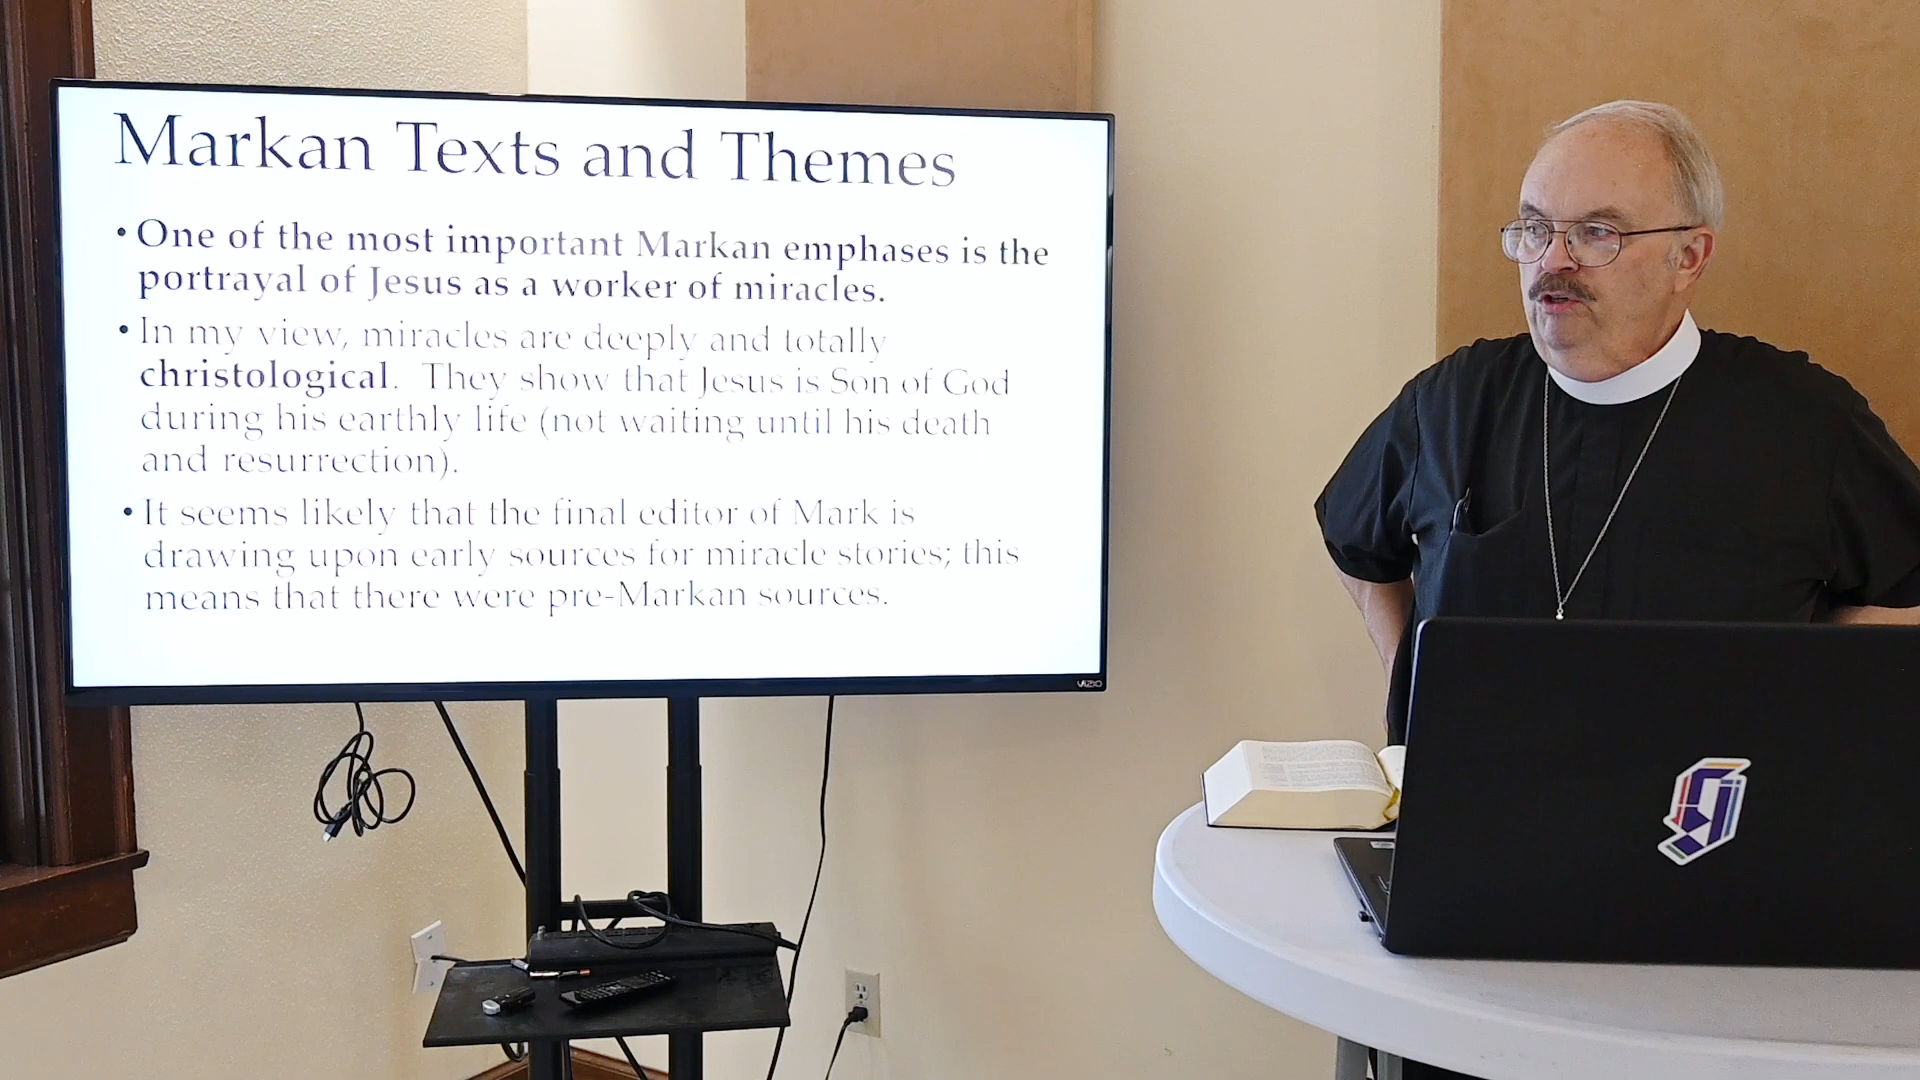 Markan Texts and Themes
• One of the most important Markan emphases is the
portrayal of Jesus as a worker of miracles.
• In my view, miracles are deeply and totally
christological. They show that Jesus is Son of God
during his earthly life (not waiting until his death
and resurrection).
• It seems likely that the final editor of Mark is
drawing upon early sources for miracle stories; this
means that there were pre-Markan sources.
VIZIO